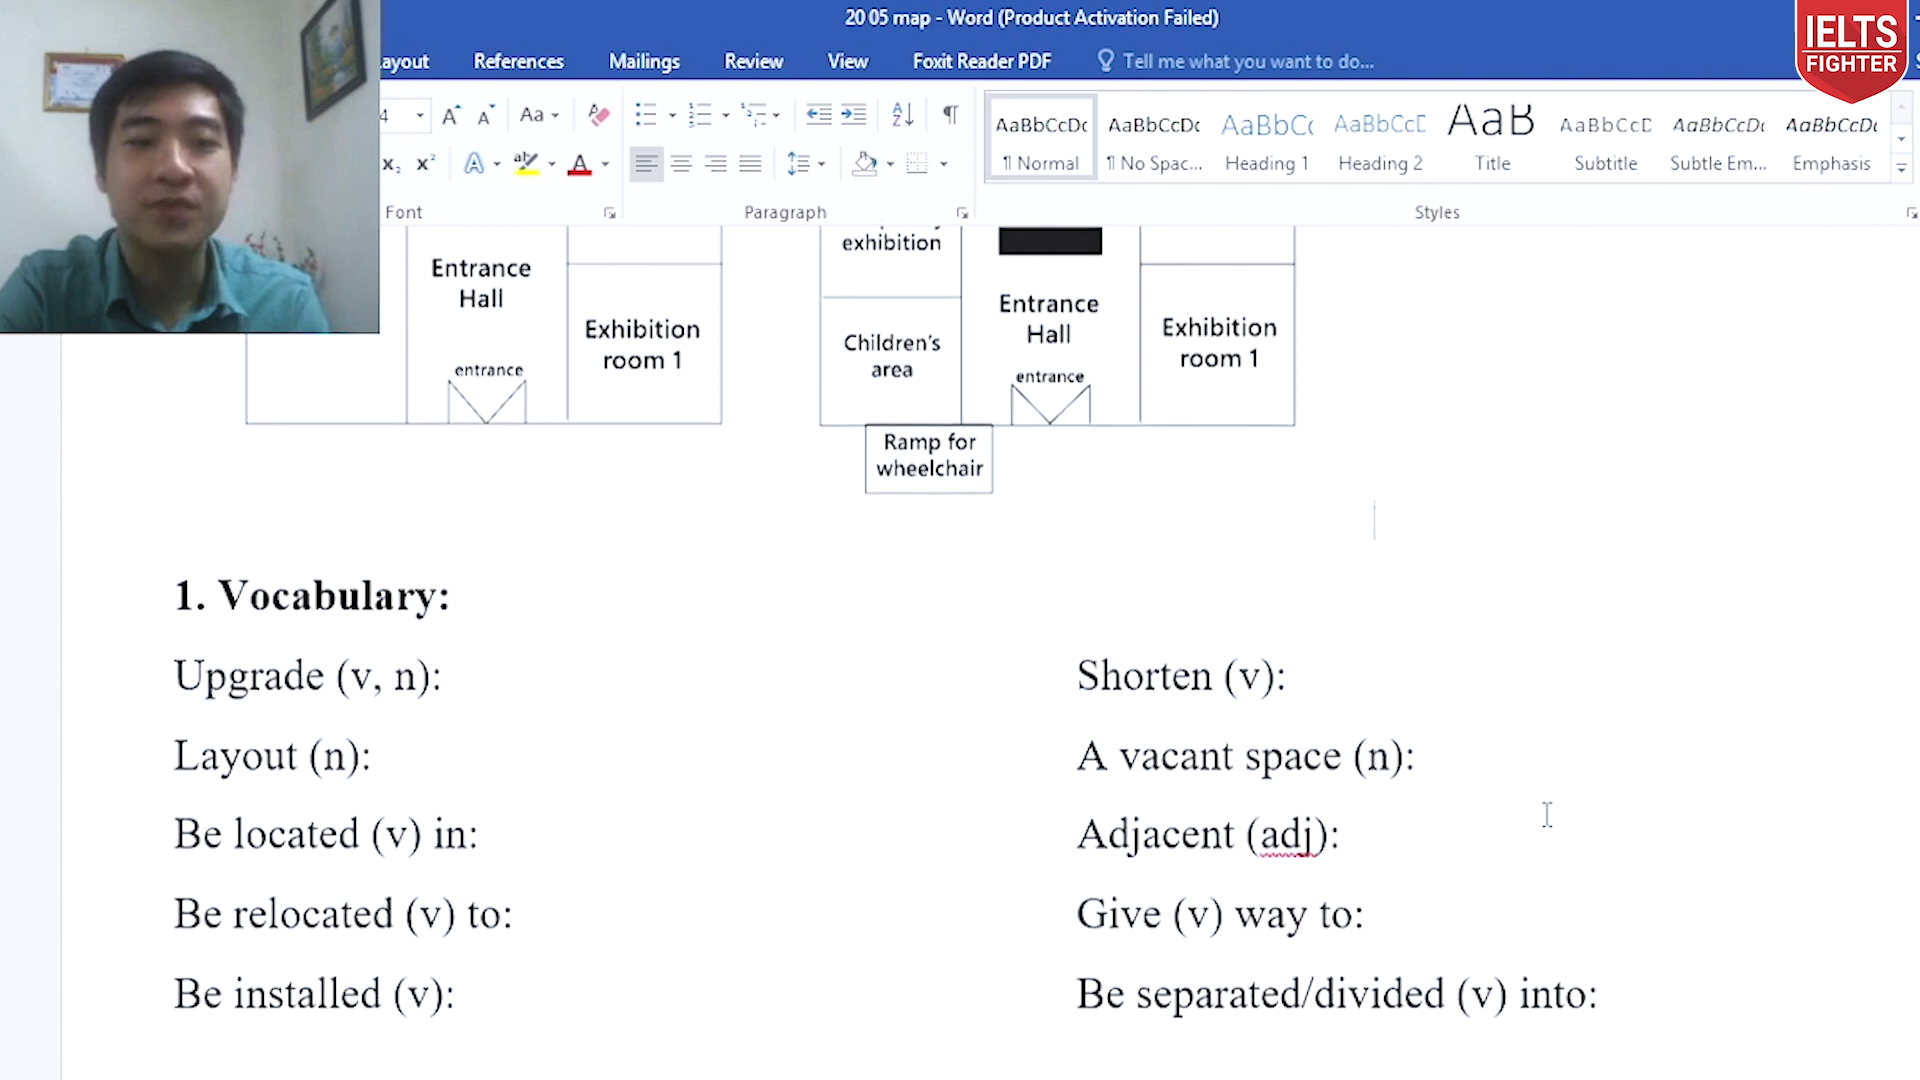 20 05 map - Word (Product Activation Failed)
IELTS
FIGHTER
ayout References Mailings Review View Foxit Reader PDF Tell me what you want to do...
4 A A Aa
AaBbCcDc AaBbCcDc AaBbCc AaBbCcD AaB AaBbCcD AaBbCcDc AaBbCcDc
x₂ x² A aby A
¶ Normal ¶ No Spac... Heading 1 Heading 2 Title Subtitle Subtle Em... Emphasis
Font Paragraph Styles
Entrance
Hall
entrance
Exhibition
room 1
exhibition
Children's
area
Entrance
Hall
entrance
Exhibition
room 1
Ramp for
wheelchair
1. Vocabulary:
Upgrade (v, n):
Layout (n):
Be located (v) in:
Be relocated (v) to:
Be installed (v):
Shorten (v):
A vacant space (n):
Adjacent (adj):
Give (v) way to:
Be separated/divided (v) into: